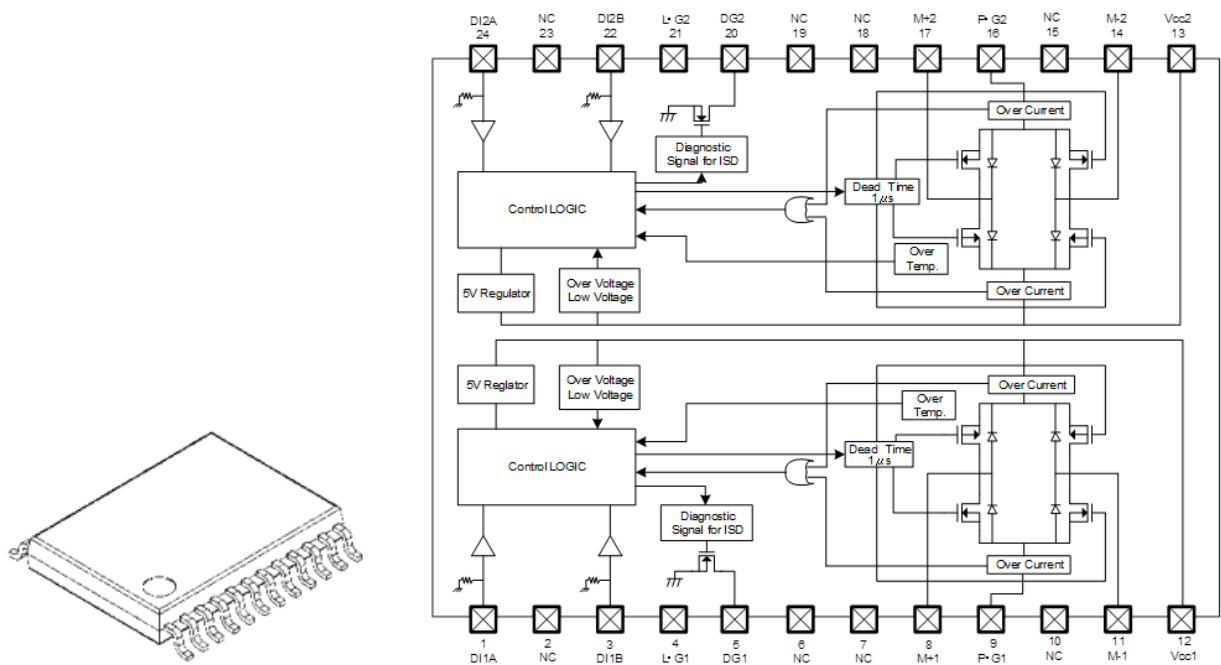 DI2A NC DI2B L•G2 DG2 NC NC M+2 P•G2 NC M-2 Vcc2
24 23 22 21 20 19 18 17 16 15 14 13
Over Current
Diagnostic
Signal for ISD
Control LOGIC
Dead Time
1μs
Over
Temp.
5V Regulator
Over Voltage
Low Voltage
Over Current
5V Reglator
Over Voltage
Low Voltage
Over Current
Over
Temp.
Control LOGIC
Dead Time
1μs
Diagnostic
Signal for ISD
Over Current
1 2 3 4 5 6 7 8 9 10 11 12
DI1A NC DI1B L•G1 DG1 NC NC M+1 P•G1 NC M-1 Vcc1